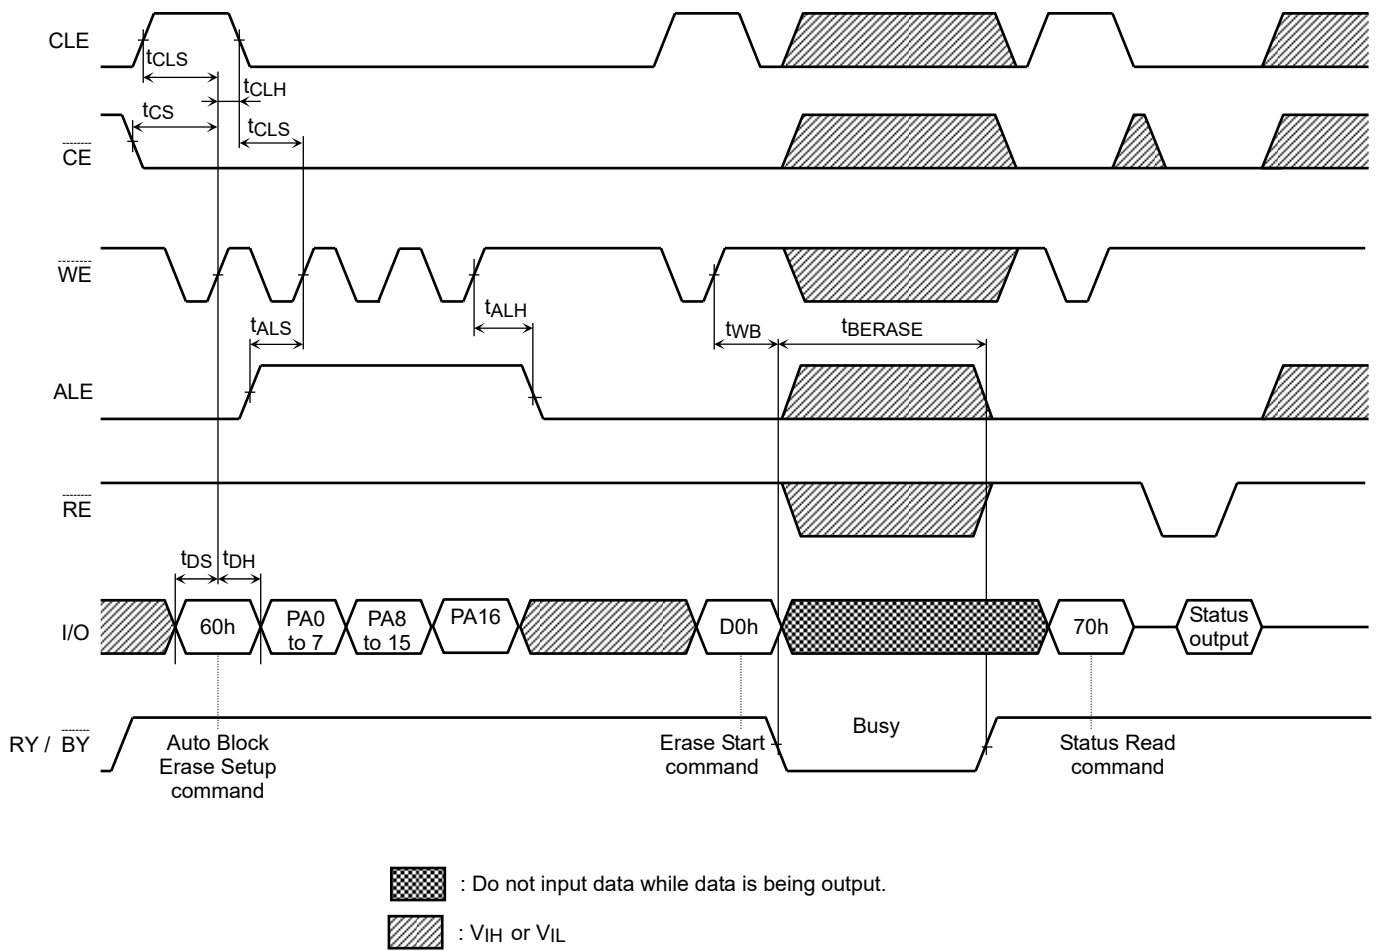 CLE
tCLS
tCLH
tCS
tCLS
CE
WE
tALS
tALH
tWB
tBERASE
ALE
RE
tDS
tDH
I/O
60h
PA0
to 7
PA8
to 15
PA16
D0h
70h
Status
output
RY / BY
Busy
Auto Block
Erase Setup
command
Erase Start
command
Status Read
command
: Do not input data while data is being output.
: VIH or VIL